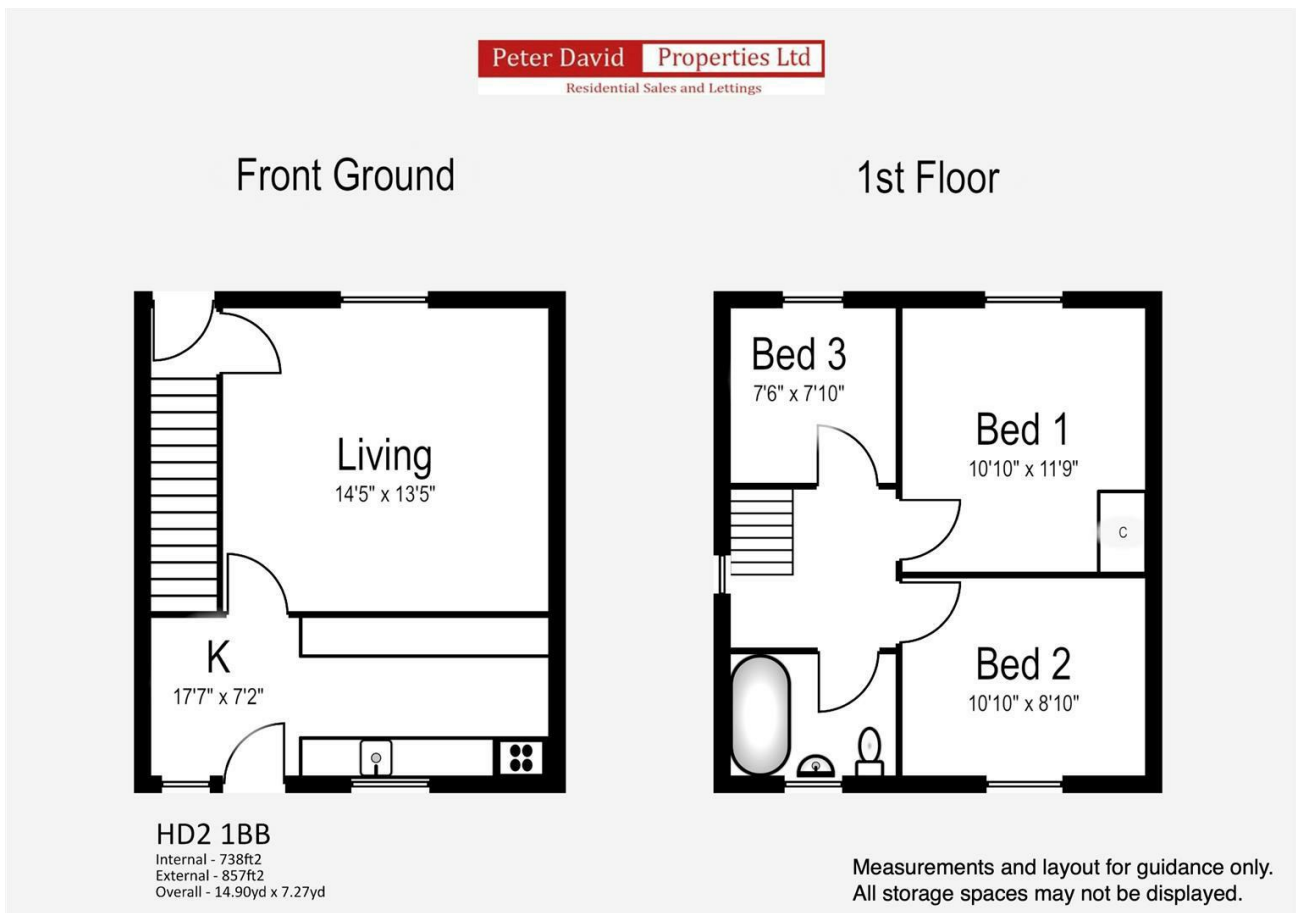 Peter David Properties Ltd
Residential Sales and Lettings
Front Ground
1st Floor
Living
14'5" x 13'5"
K
17'7" x 7'2"
Bed 3
7'6" x 7'10"
Bed 1
10'10" x 11'9"
C
Bed 2
10'10" x 8'10"
HD2 1BB
Internal - 738ft2
External - 857ft2
Overall - 14.90yd x 7.27yd
Measurements and layout for guidance only.
All storage spaces may not be displayed.